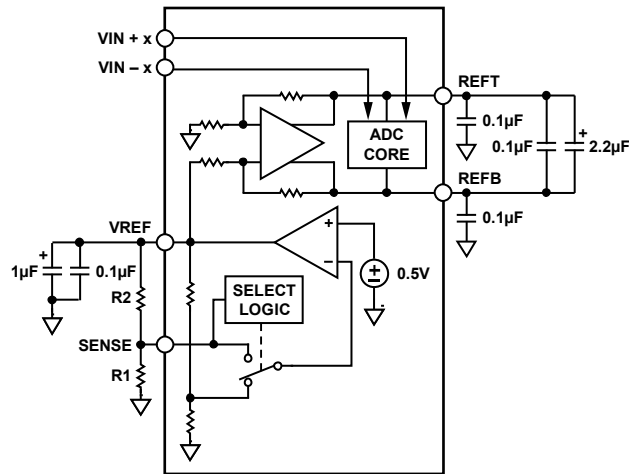 VIN + x
VIN – x
REFT
ADC
CORE
0.1µF
0.1µF
+
2.2µF
REFB
0.1µF
VREF
+
1µF
0.1µF
R2
+
–
0.5V
SELECT
LOGIC
SENSE
R1